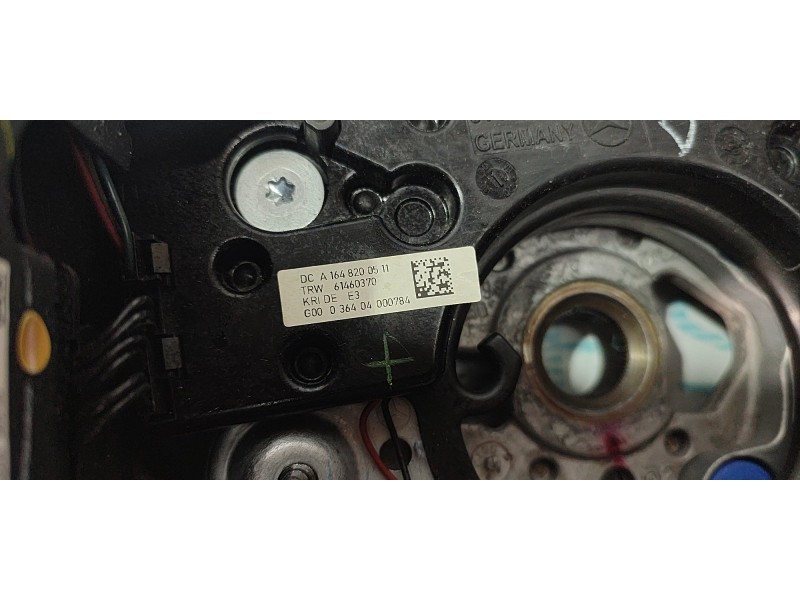 GERMANY
DC A 164 820 05 11
TRW 61460370
KRI DE E3
G00 0 364 04 000784